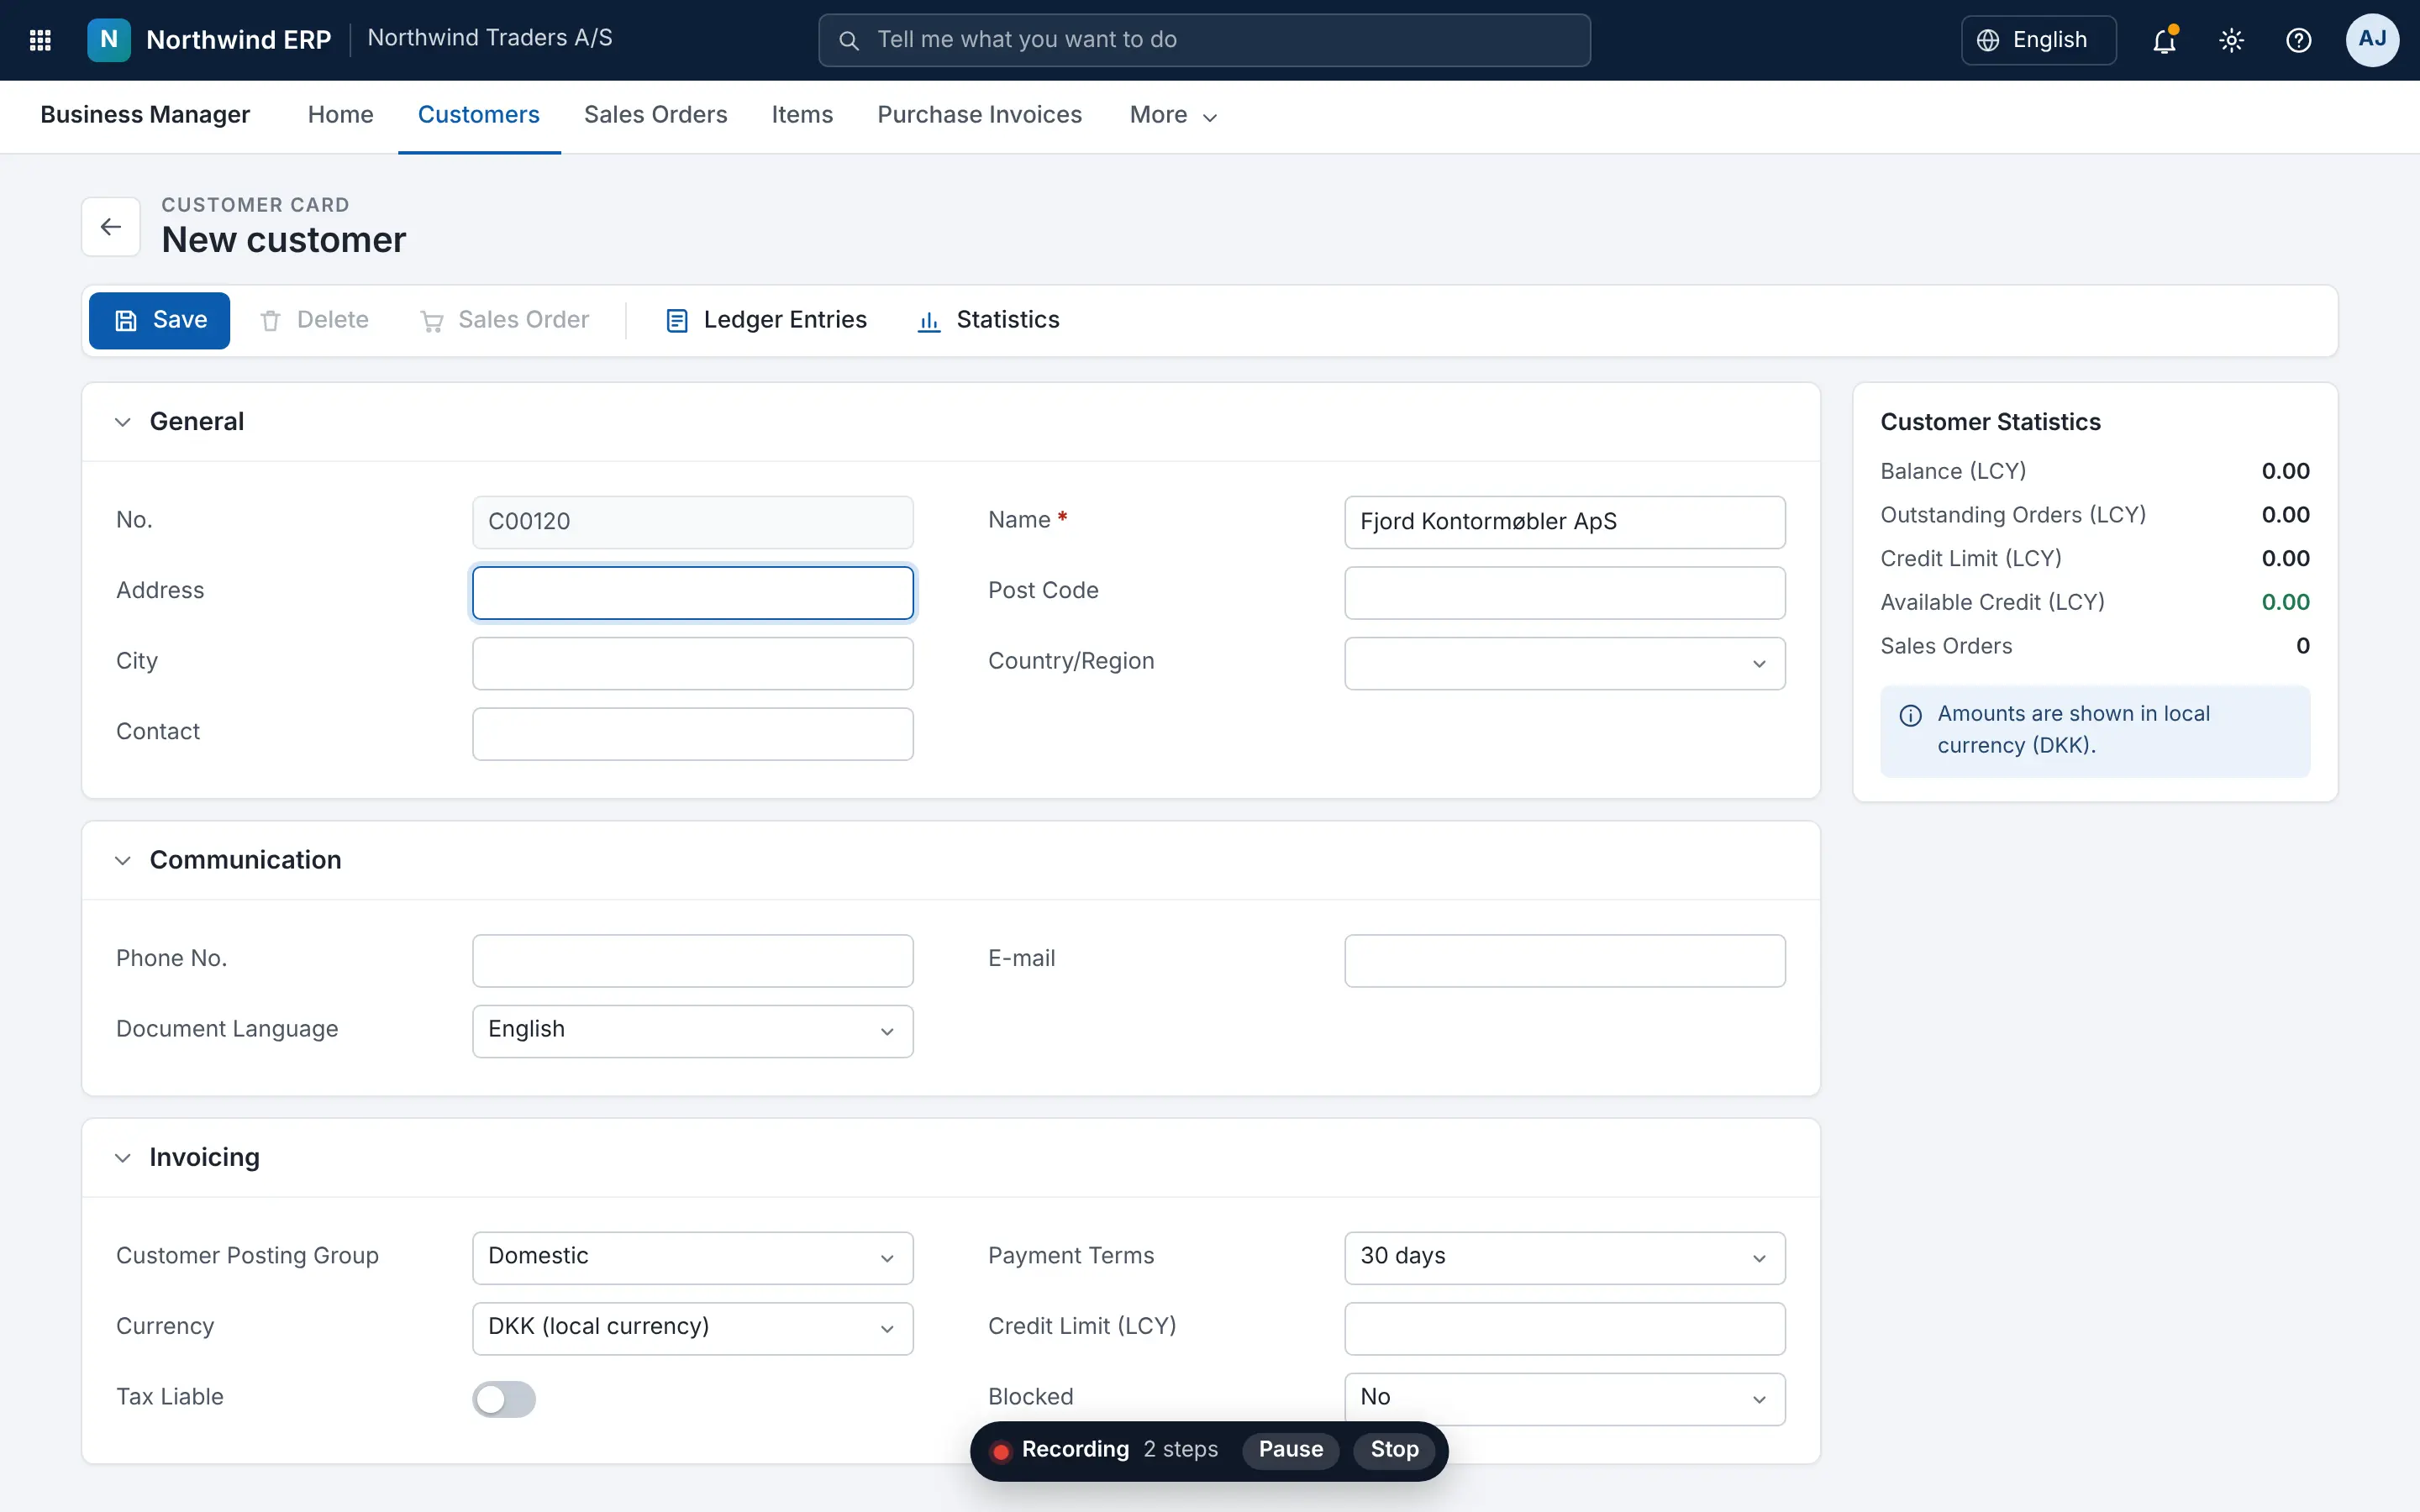 N Northwind ERP Northwind Traders A/S Tell me what you want to do English AJ
Business Manager Home Customers Sales Orders Items Purchase Invoices More
CUSTOMER CARD
New customer
Save Delete Sales Order Ledger Entries Statistics
General
No. C00120 Name * Fjord Kontormøbler ApS
Address Post Code
City Country/Region
Contact
Customer Statistics
Balance (LCY) 0.00
Outstanding Orders (LCY) 0.00
Credit Limit (LCY) 0.00
Available Credit (LCY) 0.00
Sales Orders 0
Amounts are shown in local
currency (DKK).
Communication
Phone No. E-mail
Document Language English
Invoicing
Customer Posting Group Domestic Payment Terms 30 days
Currency DKK (local currency) Credit Limit (LCY)
Tax Liable Blocked No
Recording 2 steps Pause Stop